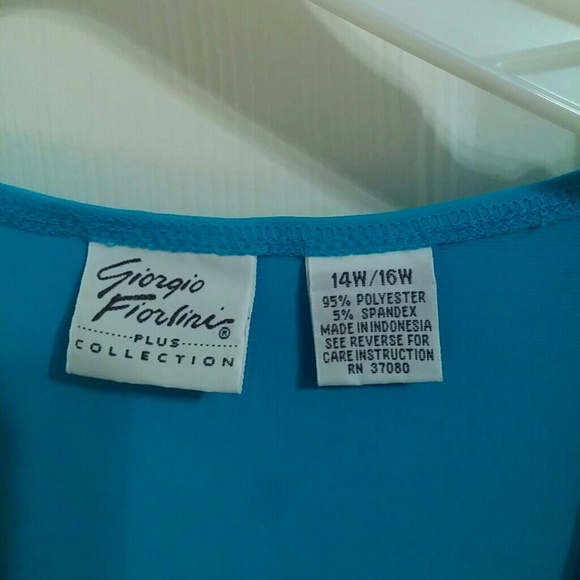 Giorgio
Fiorlini®
PLUS
COLLECTION
14W/16W
95% POLYESTER
5% SPANDEX
MADE IN INDONESIA
SEE REVERSE FOR
CARE INSTRUCTION
RN 37080